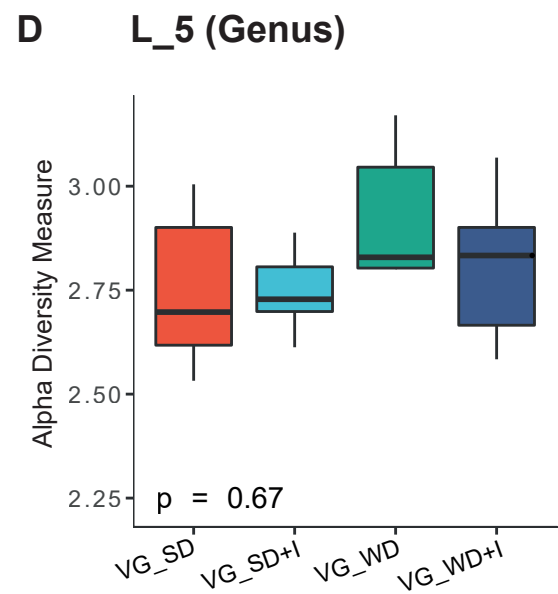 D L_5 (Genus)
Alpha Diversity Measure
3.00
2.75
2.50
2.25
p = 0.67
VG_SD
VG_SD+I
VG_WD
VG_WD+I